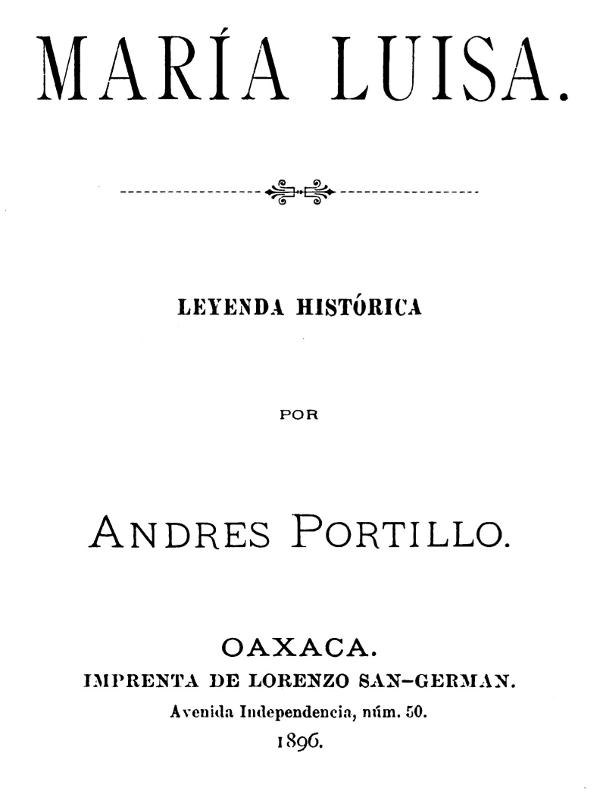 MARÍA LUISA.
LEYENDA HISTÓRICA
POR
ANDRES PORTILLO.
OAXACA.
IMPRENTA DE LORENZO SAN-GERMAN.
Avenida Independencia, núm. 50.
1896.